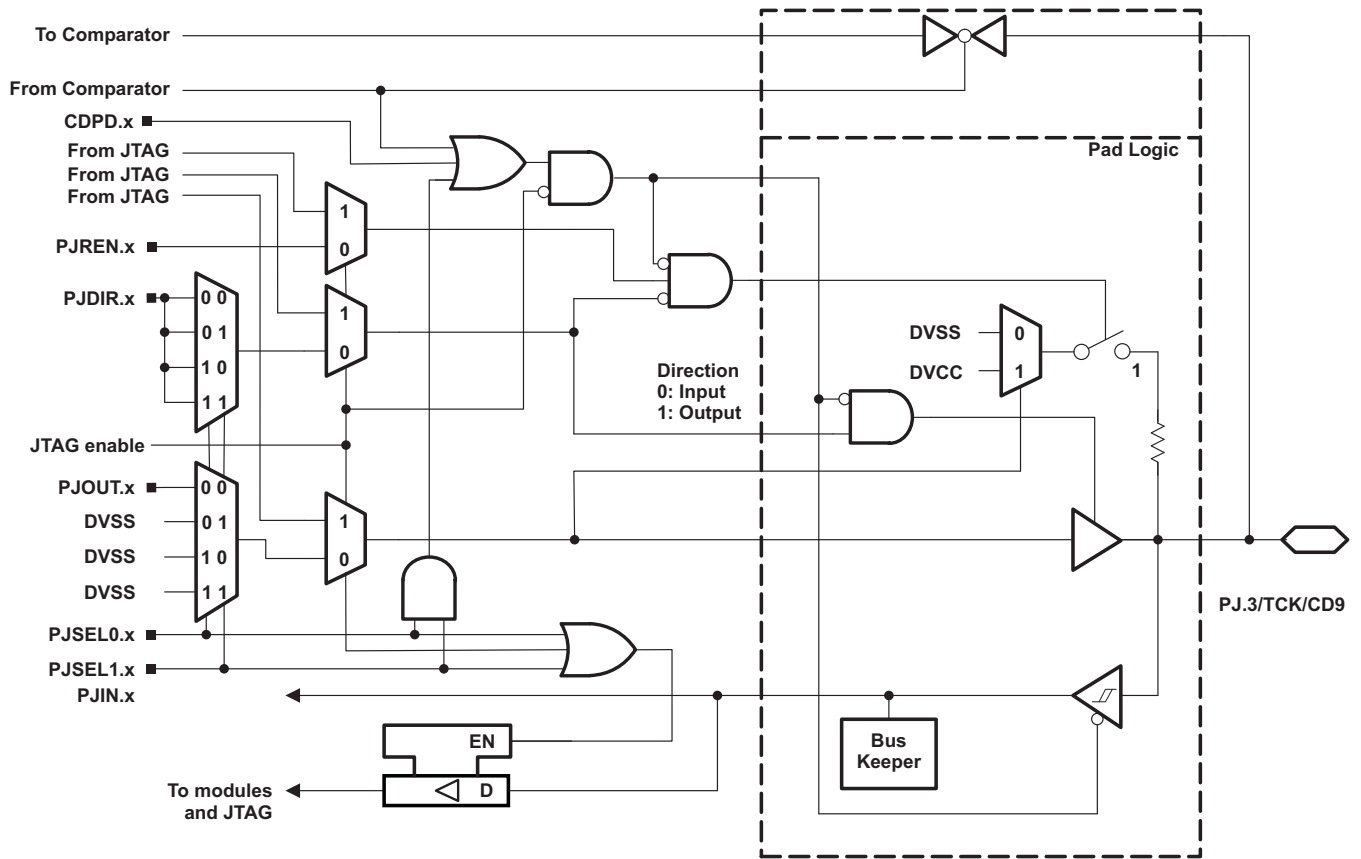 To Comparator
From Comparator
CDPD.x
Pad Logic
From JTAG
From JTAG
From JTAG
1
PJREN.x
0
PJDIR.x
0 0
1
0 1
DVSS
0
0
1 0
Direction
0: Input
1: Output
DVCC
1
1
1 1
JTAG enable
PJOUT.x
0 0
DVSS
0 1
1
DVSS
1 0
0
DVSS
1 1
PJ.3/TCK/CD9
PJSEL0.x
PJSEL1.x
PJIN.x
EN
Bus
Keeper
To modules
and JTAG
D